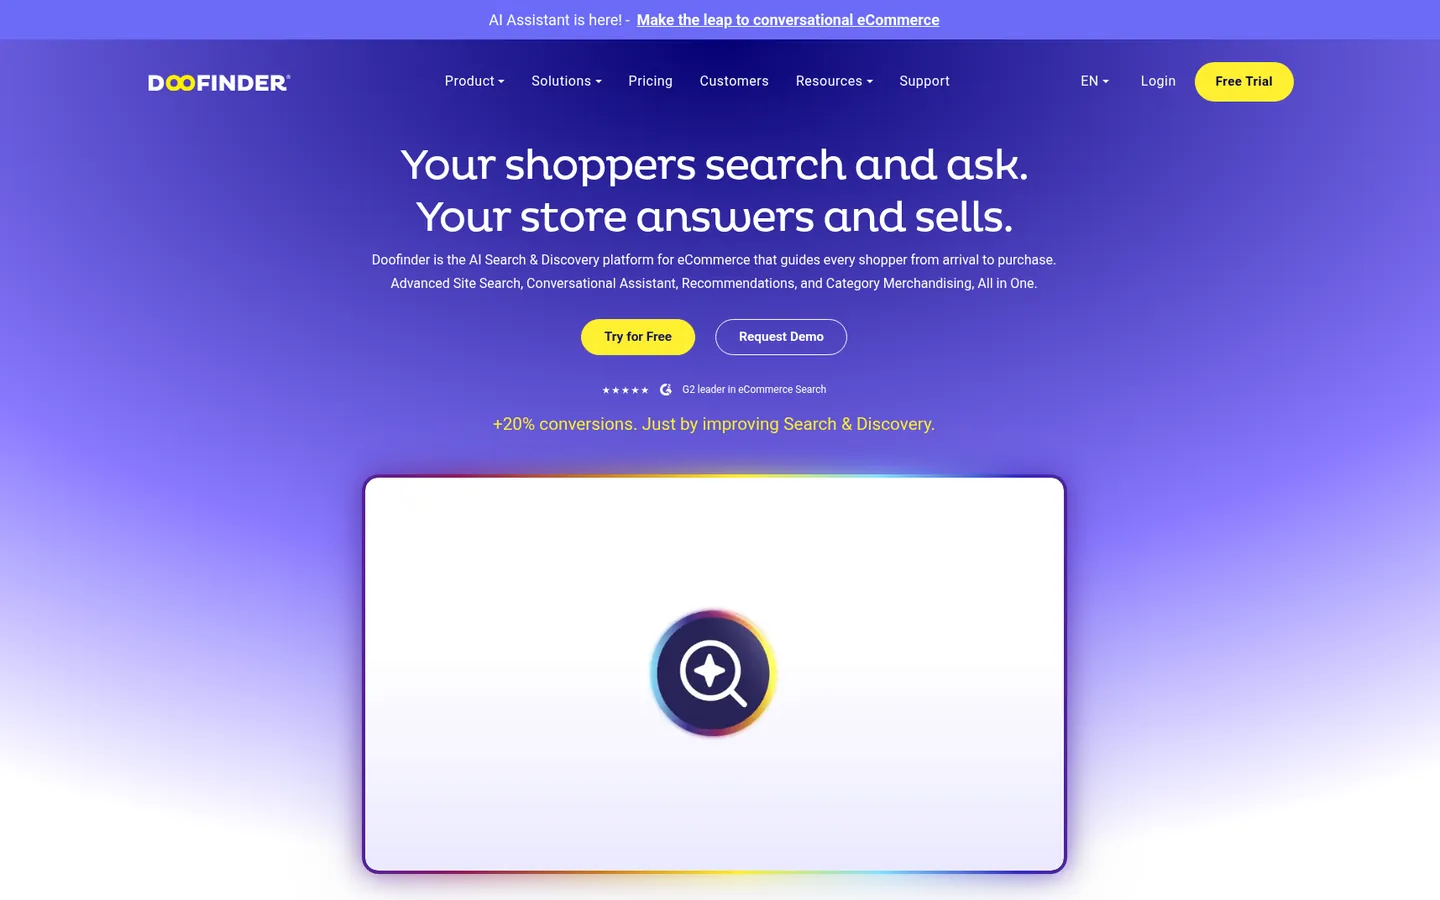 AI Assistant is here! - Make the leap to conversational eCommerce
DOOFINDER®
Product
Solutions
Pricing
Customers
Resources
Support
EN
Login
Free Trial
Your shoppers search and ask.
Your store answers and sells.
Doofinder is the AI Search & Discovery platform for eCommerce that guides every shopper from arrival to purchase.
Advanced Site Search, Conversational Assistant, Recommendations, and Category Merchandising, All in One.
Try for Free
Request Demo
★★★★★ G2 leader in eCommerce Search
+20% conversions. Just by improving Search & Discovery.